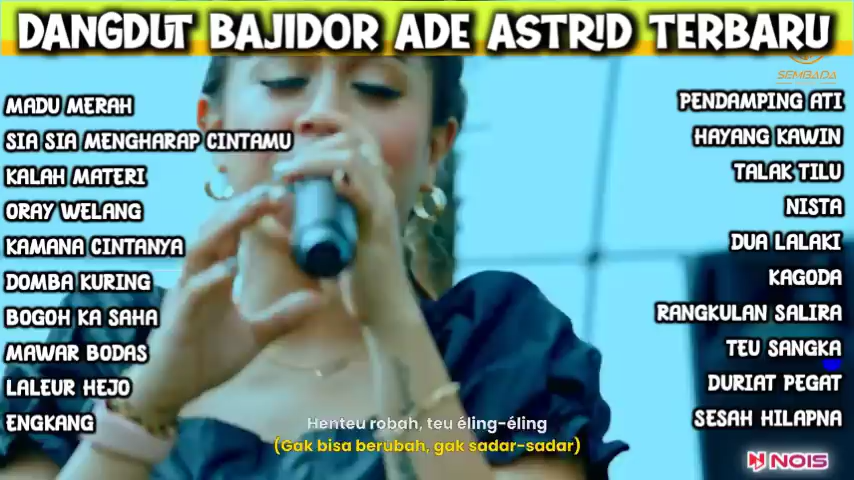 DANGDUT BAJIDOR ADE ASTRID TERBARU
SEMBADA
MADU MERAH
SIA SIA MENGHARAP CINTAMU
KALAH MATERI
ORAY WELANG
KAMANA CINTANYA
DOMBA KURING
BOGOH KA SAHA
MAWAR BODAS
LALEUR HEJO
ENGKANG
PENDAMPING ATI
HAYANG KAWIN
TALAK TILU
NISTA
DUA LALAKI
KAGODA
RANGKULAN SALIRA
TEU SANGKA
DURIAT PEGAT
SESAH HILAPNA
Henteu robah, teu éling-éling
(Gak bisa berubah, gak sadar-sadar)
NOIS